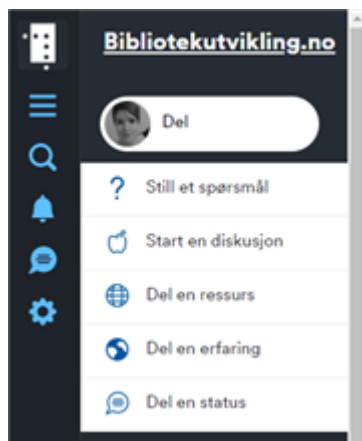 Bibliotekutvikling.no
Del
Still et spørsmål
Start en diskusjon
Del en ressurs
Del en erfaring
Del en status